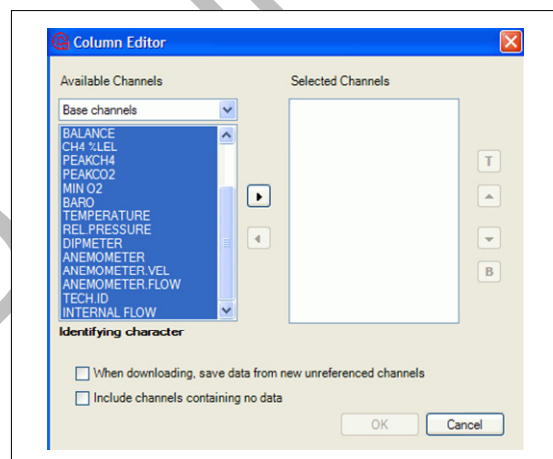 Column Editor
Available Channels
Selected Channels
Base channels
BALANCE
CH4 %LEL
PEAKCH4
PEAKCO2
MIN O2
BARO
TEMPERATURE
REL.PRESSURE
DIPMETER
ANEMOMETER
ANEMOMETER.VEL
ANEMOMETER.FLOW
TECH.ID
INTERNAL FLOW
T
B
Identifying character
When downloading, save data from new unreferenced channels
Include channels containing no data
OK
Cancel